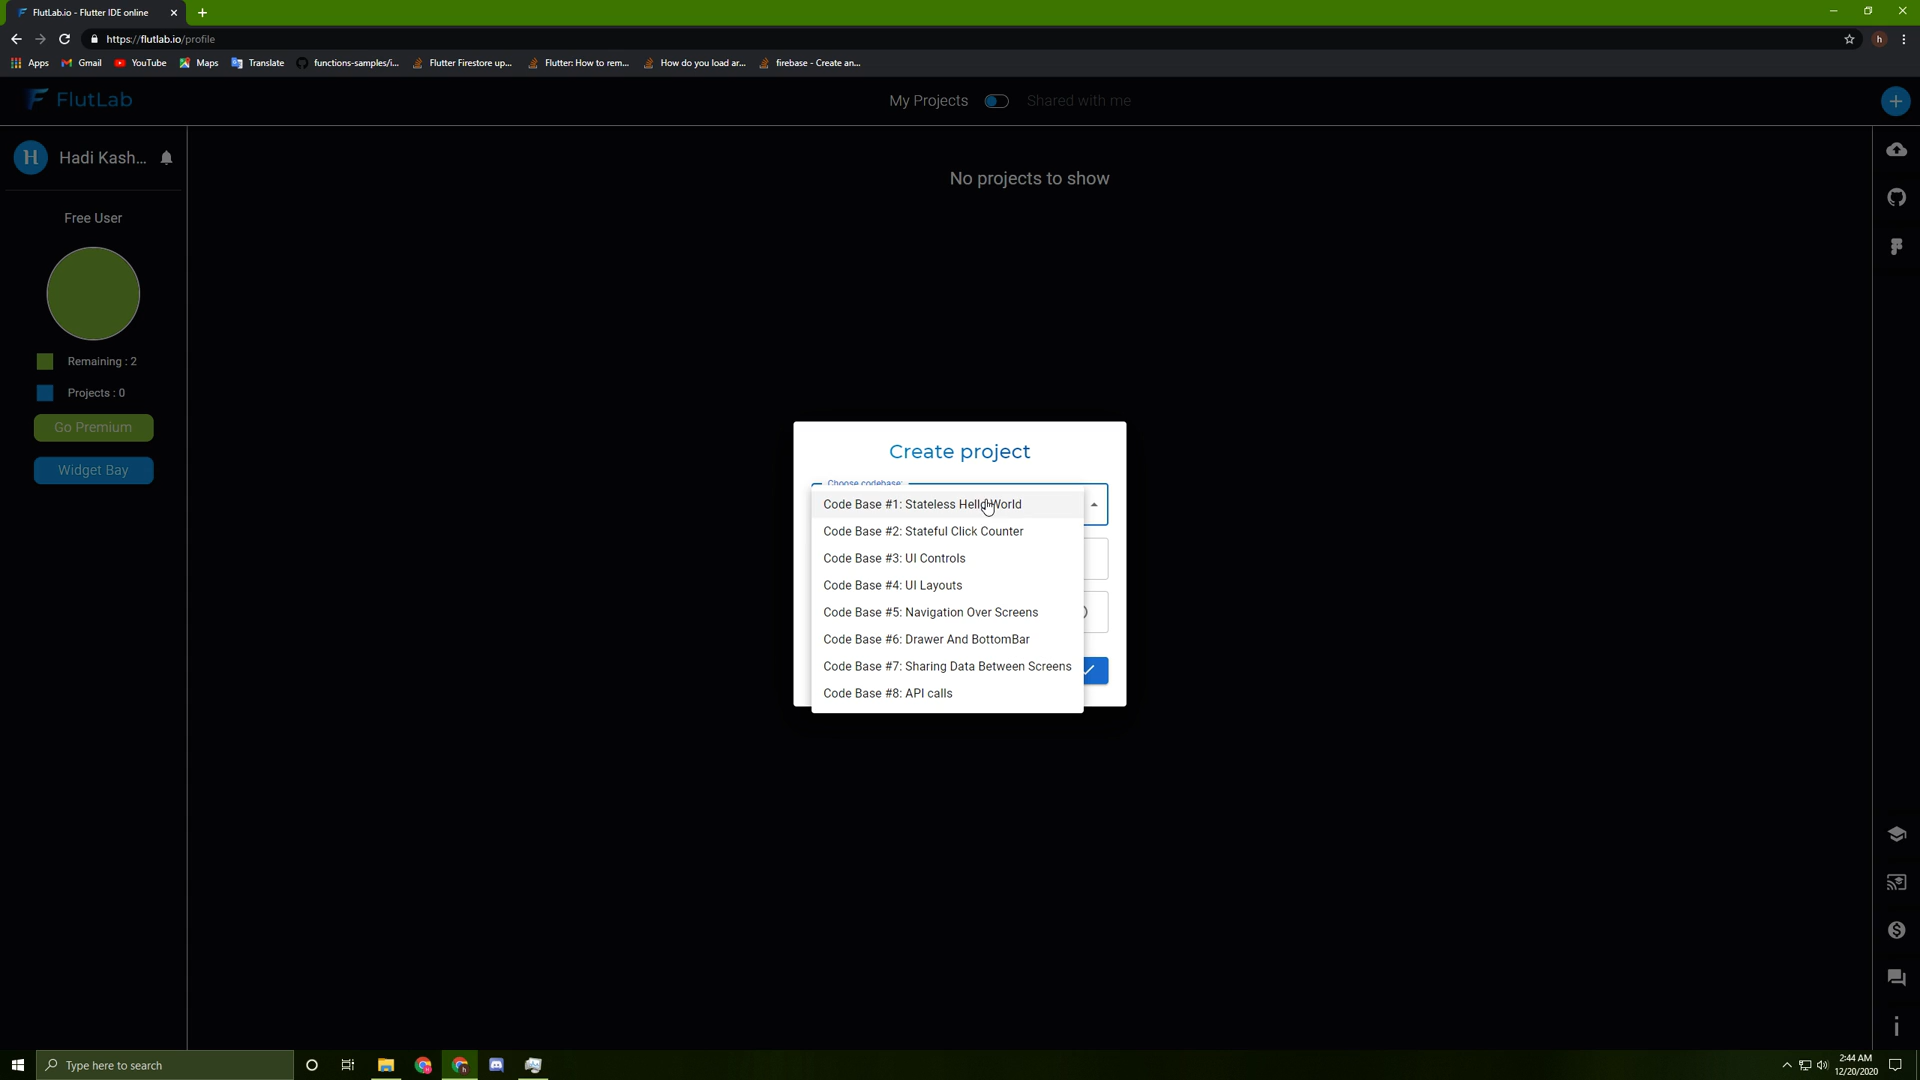 FlutLab.io - Flutter IDE online
https://flutlab.io/profile
h
Apps
Gmail
YouTube
Maps
Translate
functions-samples/i...
Flutter Firestore up...
Flutter: How to rem...
How do you load ar...
firebase - Create an...
FlutLab
My Projects
Shared with me
H
Hadi Kash...
No projects to show
Free User
Remaining : 2
Projects : 0
Go Premium
Widget Bay
Create project
Choose codebase:
Code Base #1: Stateless Hello World
Code Base #2: Stateful Click Counter
Code Base #3: UI Controls
Code Base #4: UI Layouts
Code Base #5: Navigation Over Screens
Code Base #6: Drawer And BottomBar
Code Base #7: Sharing Data Between Screens
Code Base #8: API calls
Type here to search
2:44 AM
12/20/2020